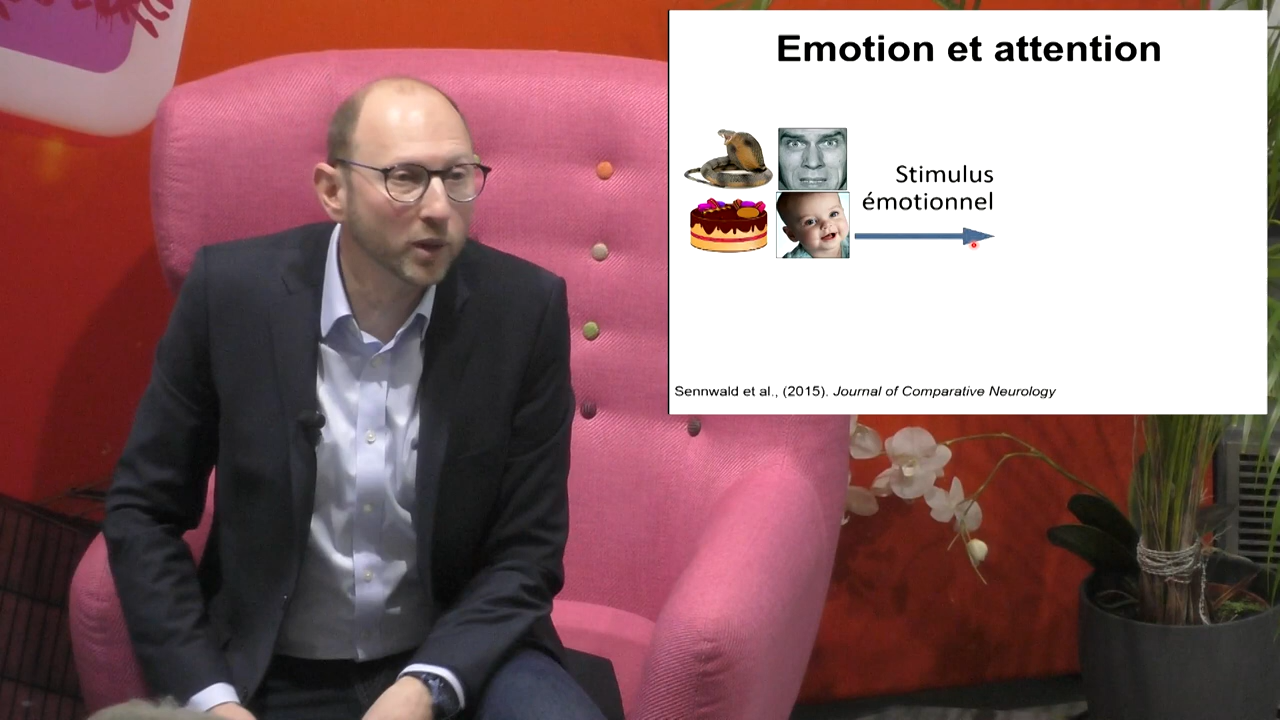 Emotion et attention
Stimulus
émotionnel
Sennwald et al., (2015). Journal of Comparative Neurology